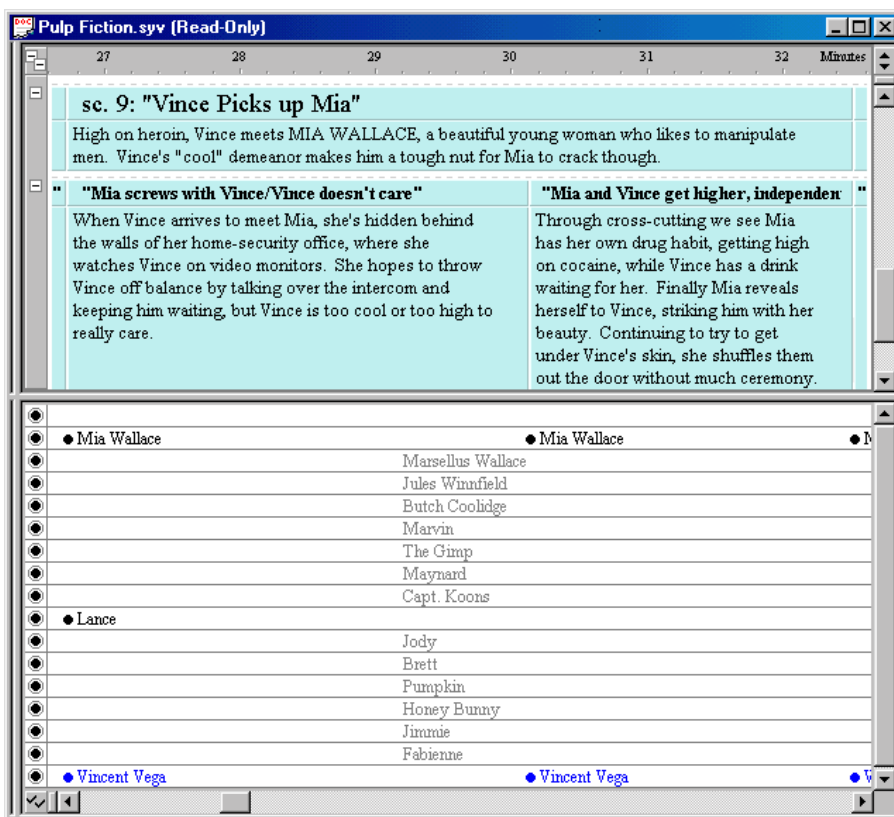 Pulp Fiction.syv (Read-Only)
27 28 29 30 31 32 Minutes
sc. 9: "Vince Picks up Mia"
High on heroin, Vince meets MIA WALLACE, a beautiful young woman who likes to manipulate
men. Vince's "cool" demeanor makes him a tough nut for Mia to crack though.
" "Mia screws with Vince/Vince doesn't care"
When Vince arrives to meet Mia, she's hidden behind
the walls of her home-security office, where she
watches Vince on video monitors. She hopes to throw
Vince off balance by talking over the intercom and
keeping him waiting, but Vince is too cool or too high to
really care.
"Mia and Vince get higher, independen "
Through cross-cutting we see Mia
has her own drug habit, getting high
on cocaine, while Vince has a drink
waiting for her. Finally Mia reveals
herself to Vince, striking him with her
beauty. Continuing to try to get
under Vince's skin, she shuffles them
out the door without much ceremony.
Mia Wallace Mia Wallace
Marsellus Wallace
Jules Winnfield
Butch Coolidge
Marvin
The Gimp
Maynard
Capt. Koons
Lance
Jody
Brett
Pumpkin
Honey Bunny
Jimmie
Fabienne
Vincent Vega Vincent Vega